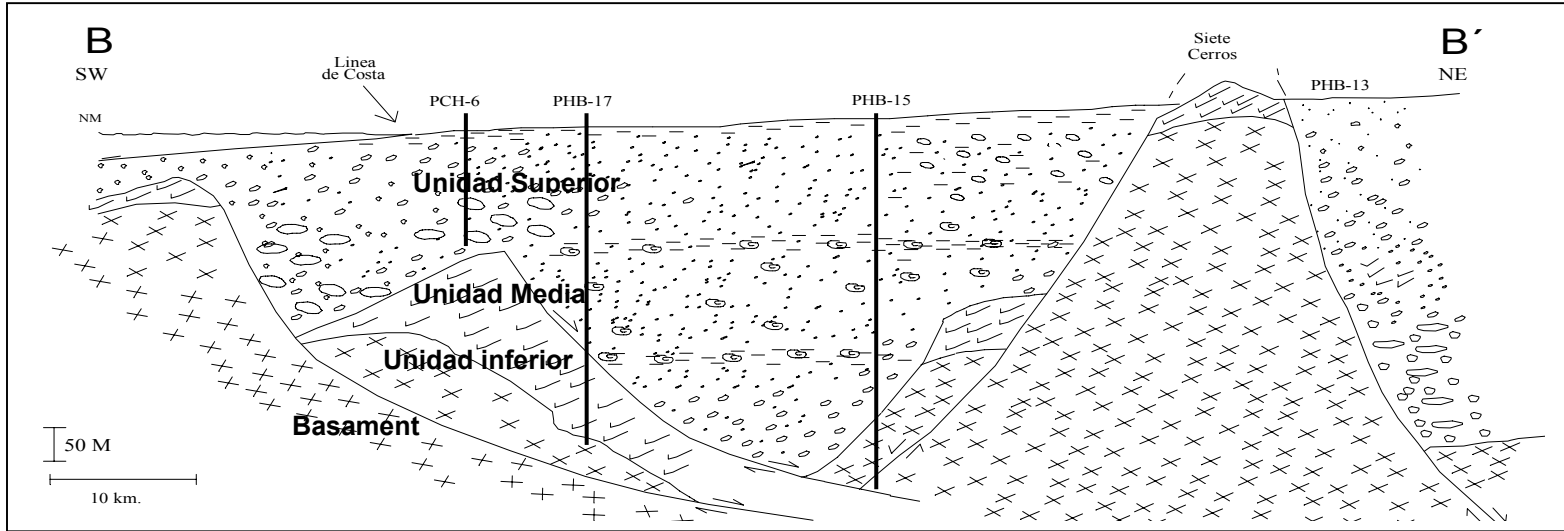 B
SW
Linea
de Costa
PCH-6
PHB-17
PHB-15
Siete
Cerros
PHB-13
B´
NE
NM
Unidad Superior
Unidad Media
Unidad inferior
Basament
50 M
10 km.